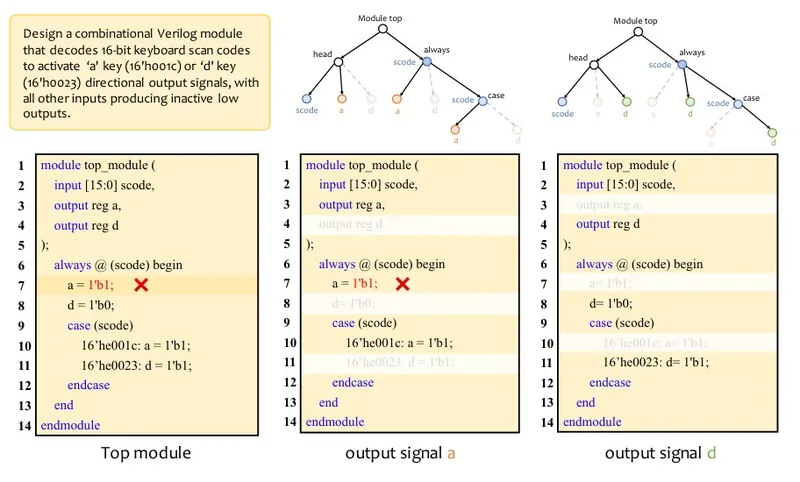 Design a combinational Verilog module
that decodes 16-bit keyboard scan codes
to activate 'a' key (16'h001c) or 'd' key
(16'h0023) directional output signals, with
all other inputs producing inactive low
outputs.
Module top
head
always
scode
scode
a
d
a
d
scode
case
a
d
Module top
head
always
scode
scode
a
d
a
d
scode
case
a
d
1 module top_module (
2 input [15:0] scode,
3 output reg a,
4 output reg d
5 );
6 always @ (scode) begin
7 a = 1'b1;
8 d = 1'b0;
9 case (scode)
10 16'he001c: a = 1'b1;
11 16'he0023: d = 1'b1;
12 endcase
13 end
14 endmodule
Top module
1 module top_module (
2 input [15:0] scode,
3 output reg a,
4 output reg d
5 );
6 always @ (scode) begin
7 a = 1'b1;
8 d= 1'b0;
9 case (scode)
10 16'he001c: a = 1'b1;
11 16'he0023: d = 1'b1;
12 endcase
13 end
14 endmodule
output signal a
1 module top_module (
2 input [15:0] scode,
3 output reg a,
4 output reg d
5 );
6 always @ (scode) begin
7 a= 1'b1;
8 d= 1'b0;
9 case (scode)
10 16'he001c: a= 1'b1;
11 16'he0023: d= 1'b1;
12 endcase
13 end
14 endmodule
output signal d